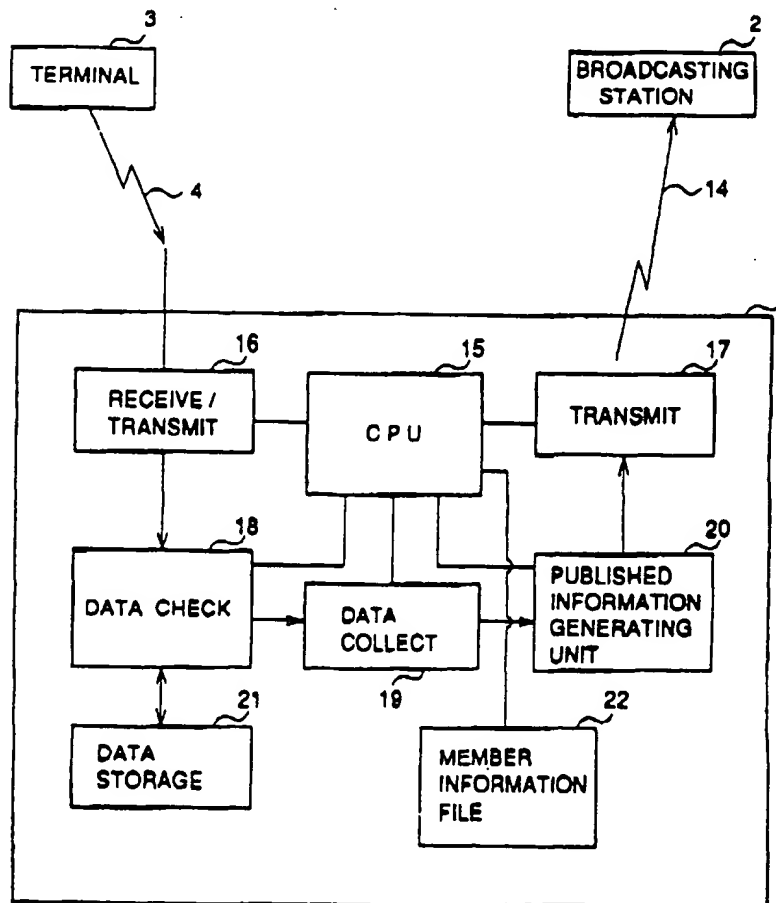 3
2
TERMINAL
BROADCASTING
STATION
4
14
16
15
17
RECEIVE /
TRANSMIT
CPU
TRANSMIT
18
20
DATA CHECK
DATA
COLLECT
PUBLISHED
INFORMATION
GENERATING
UNIT
19
21
22
DATA
STORAGE
MEMBER
INFORMATION
FILE